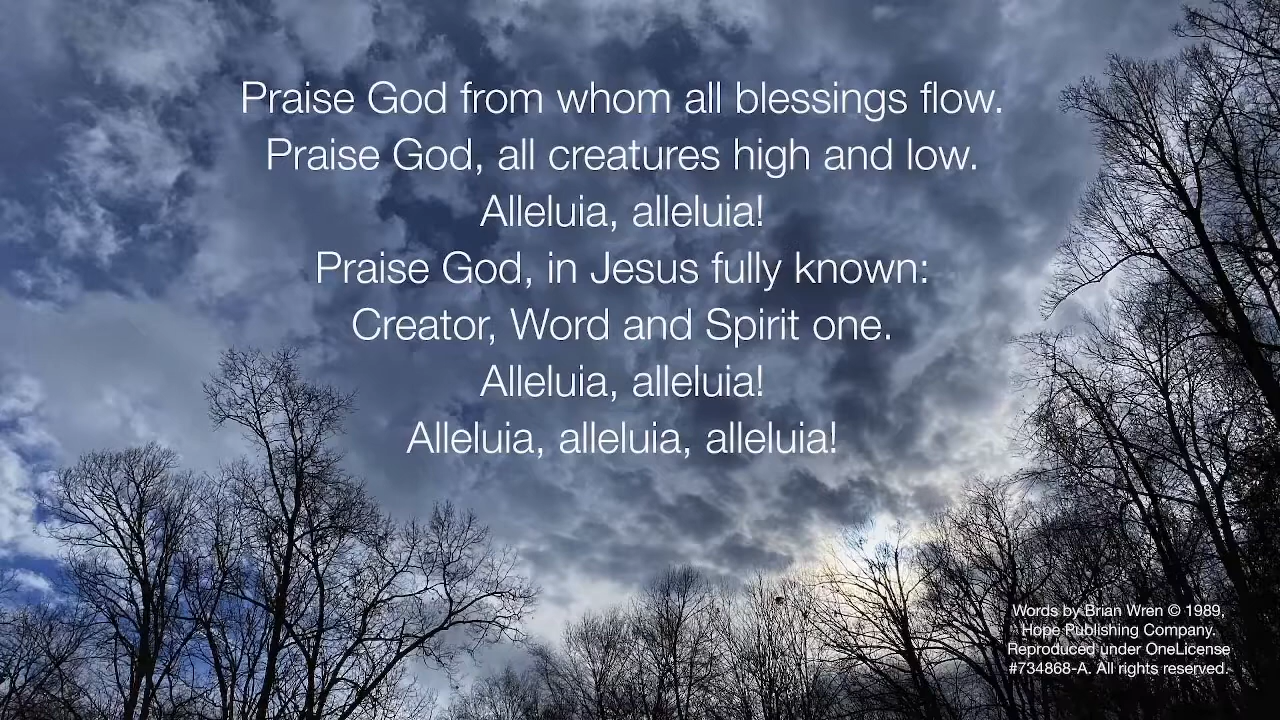 Praise God from whom all blessings flow.
Praise God, all creatures high and low.
Alleluia, alleluia!
Praise God, in Jesus fully known:
Creator, Word and Spirit one.
Alleluia, alleluia!
Alleluia, alleluia, alleluia!
Words by Brian Wren © 1989,
Hope Publishing Company.
Reproduced under OneLicense
#734868-A. All rights reserved.